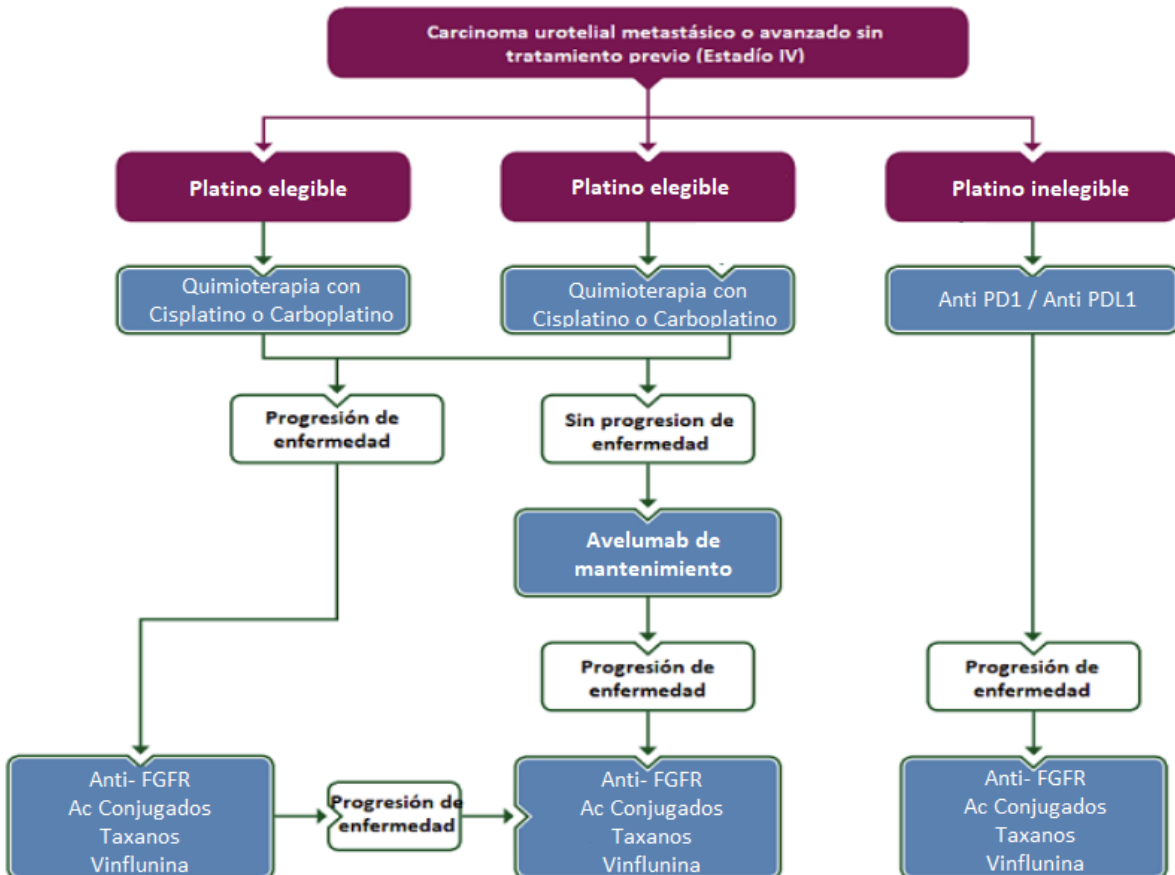 Carcinoma urotelial metastásico o avanzado sin
tratamiento previo (Estadío IV)
Platino elegible
Platino elegible
Platino inelegible
Quimioterapia con
Cisplatino o Carboplatino
Quimioterapia con
Cisplatino o Carboplatino
Anti PD1 / Anti PDL1
Progresión de
enfermedad
Sin progresion de
enfermedad
Avelumab de
mantenimiento
Progresión de
enfermedad
Progresión de
enfermedad
Anti- FGFR
Ac Conjugados
Taxanos
Vinflunina
Progresión de
enfermedad
Anti- FGFR
Ac Conjugados
Taxanos
Vinflunina
Anti- FGFR
Ac Conjugados
Taxanos
Vinflunina